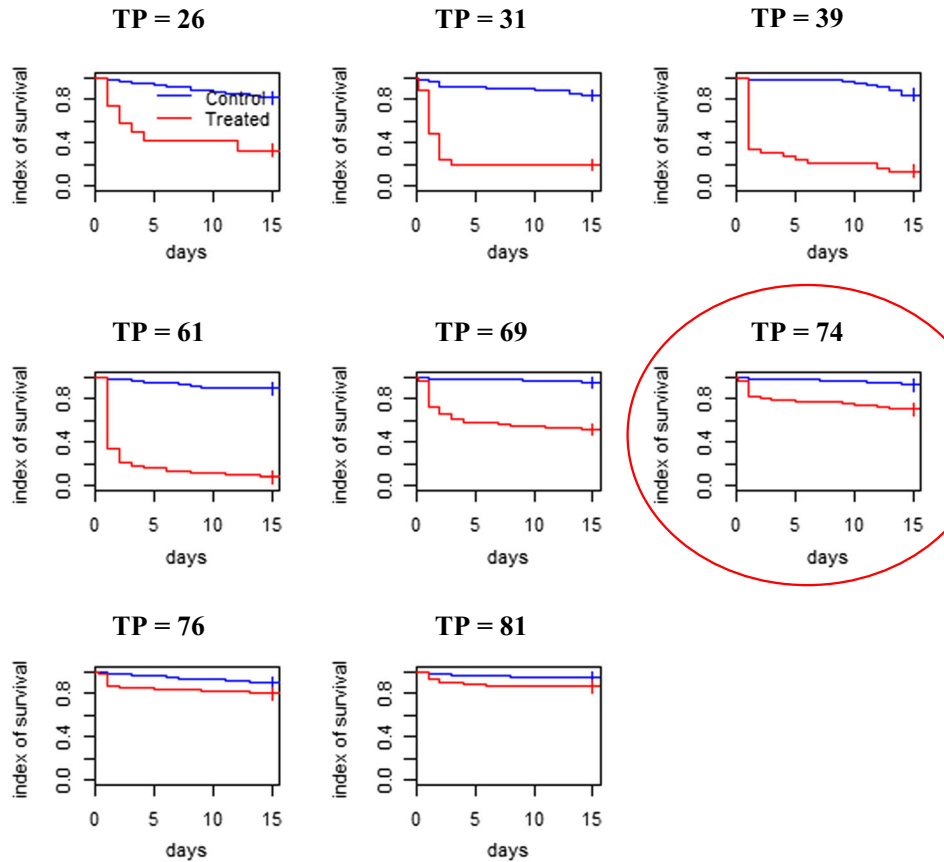 TP = 26
TP = 31
TP = 39
index of survival
0.0 0.4 0.8
Control
Treated
0 5 10 15
days
index of survival
0.0 0.4 0.8
0 5 10 15
days
index of survival
0.0 0.4 0.8
0 5 10 15
days
TP = 61
TP = 69
TP = 74
index of survival
0.0 0.4 0.8
0 5 10 15
days
index of survival
0.0 0.4 0.8
0 5 10 15
days
index of survival
0.0 0.4 0.8
0 5 10 15
days
TP = 76
TP = 81
index of survival
0.0 0.4 0.8
0 5 10 15
days
index of survival
0.0 0.4 0.8
0 5 10 15
days